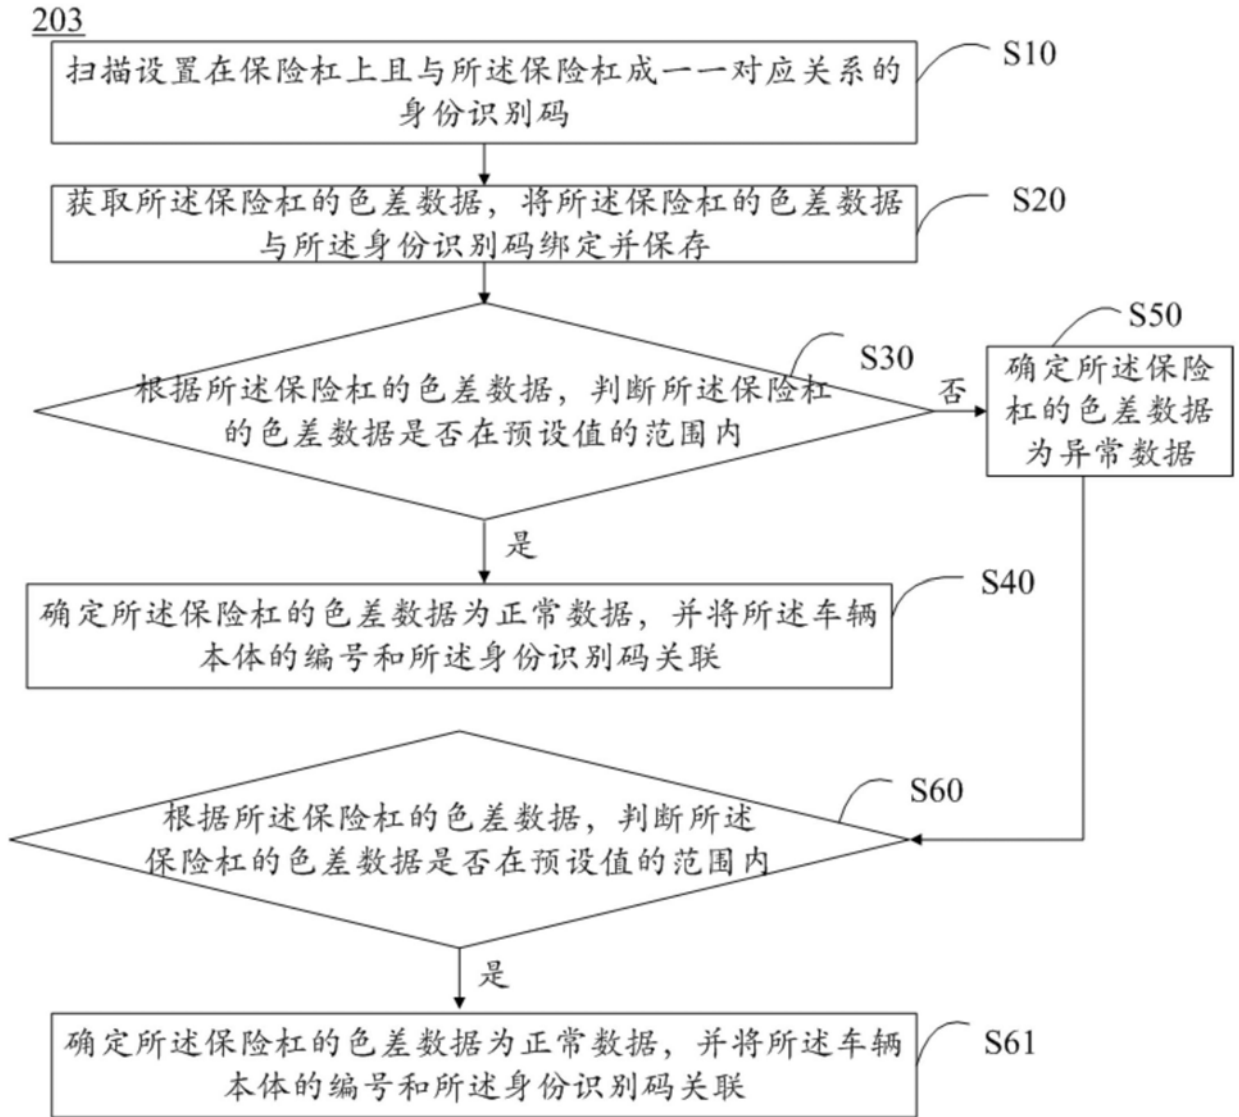 203
扫描设置在保险杠上且与所述保险杠成一一对应关系的
身份识别码
S10
获取所述保险杠的色差数据，将所述保险杠的色差数据
与所述身份识别码绑定并保存
S20
根据所述保险杠的色差数据，判断所述保险杠
的色差数据是否在预设值的范围内
S30
否
确定所述保险
杠的色差数据
为异常数据
S50
是
确定所述保险杠的色差数据为正常数据，并将所述车辆
本体的编号和所述身份识别码关联
S40
根据所述保险杠的色差数据，判断所述
保险杠的色差数据是否在预设值的范围内
S60
是
确定所述保险杠的色差数据为正常数据，并将所述车辆
本体的编号和所述身份识别码关联
S61